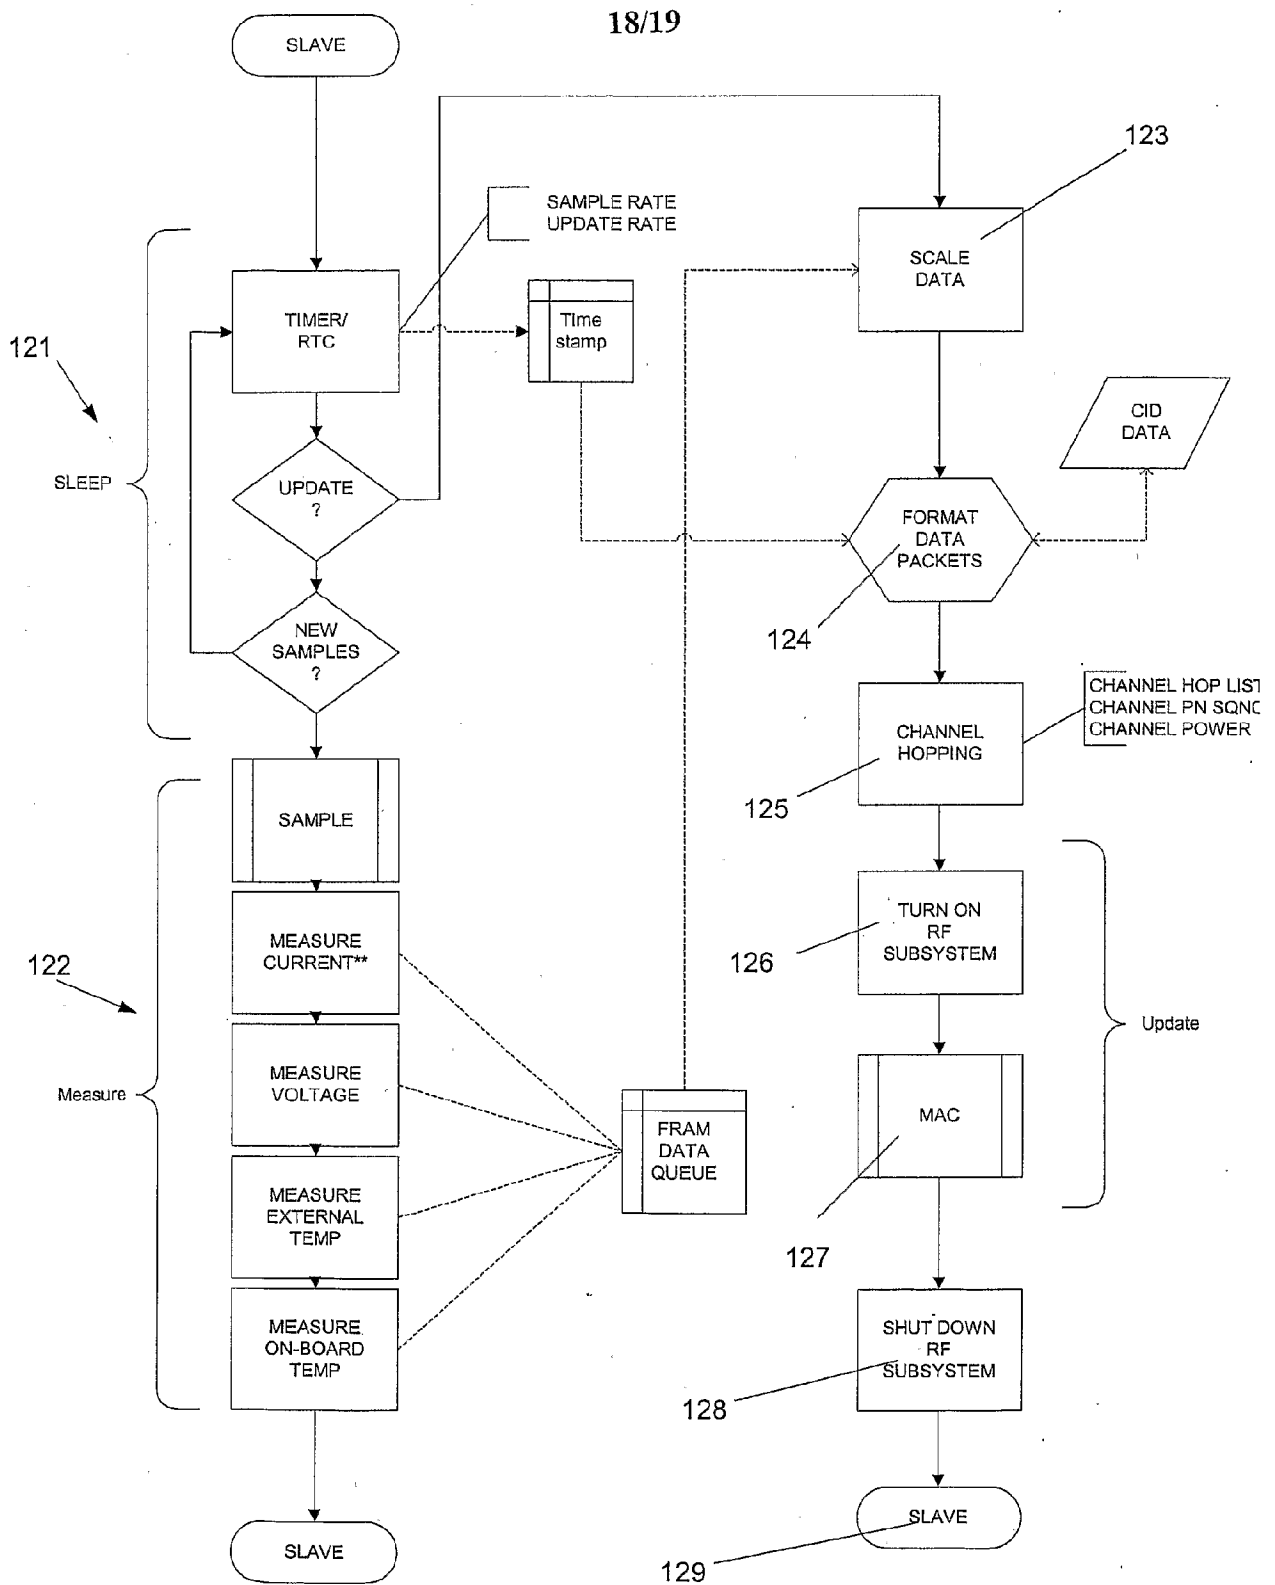 18/19
SLAVE
123
SAMPLE RATE
UPDATE RATE
SCALE
DATA
TIMER/
RTC
Time
stamp
121
CID
DATA
SLEEP
UPDATE
?
FORMAT
DATA
PACKETS
124
NEW
SAMPLES
?
CHANNEL HOP LIST
CHANNEL PN SQNC
CHANNEL POWER
CHANNEL
HOPPING
125
SAMPLE
TURN ON
RF
SUBSYSTEM
126
MEASURE
CURRENT**
122
Update
MEASURE
VOLTAGE
Measure
MAC
FRAM
DATA
QUEUE
MEASURE
EXTERNAL
TEMP
127
MEASURE
ON-BOARD
TEMP
SHUT DOWN
RF
SUBSYSTEM
128
SLAVE
SLAVE
129